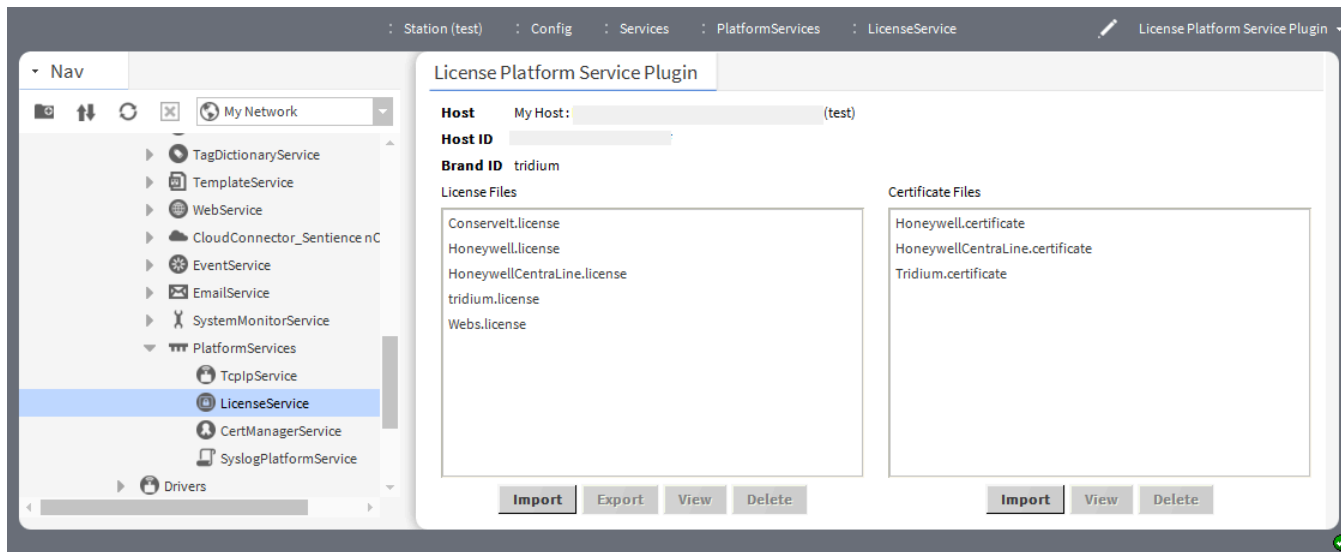 : Station (test) : Config : Services : PlatformServices : LicenseService License Platform Service Plugin
Nav
My Network
TagDictionaryService
TemplateService
WebService
CloudConnector_Sentience nC
EventService
EmailService
SystemMonitorService
PlatformServices
TcpIpService
LicenseService
CertManagerService
SyslogPlatformService
Drivers
License Platform Service Plugin
Host My Host : (test)
Host ID
Brand ID tridium
License Files
ConserveIt.license
Honeywell.license
HoneywellCentraLine.license
tridium.license
Webs.license
Import Export View Delete
Certificate Files
Honeywell.certificate
HoneywellCentraLine.certificate
Tridium.certificate
Import View Delete